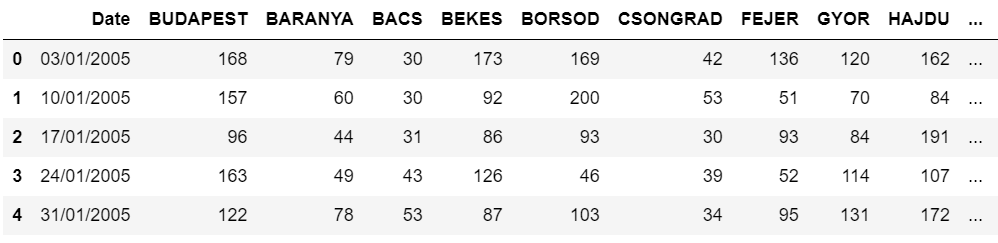 Date BUDAPEST BARANYA BACS BEKES BORSOD CSONGRAD FEJER GYOR HAJDU ...
0 03/01/2005 168 79 30 173 169 42 136 120 162 ...
1 10/01/2005 157 60 30 92 200 53 51 70 84 ...
2 17/01/2005 96 44 31 86 93 30 93 84 191 ...
3 24/01/2005 163 49 43 126 46 39 52 114 107 ...
4 31/01/2005 122 78 53 87 103 34 95 131 172 ...